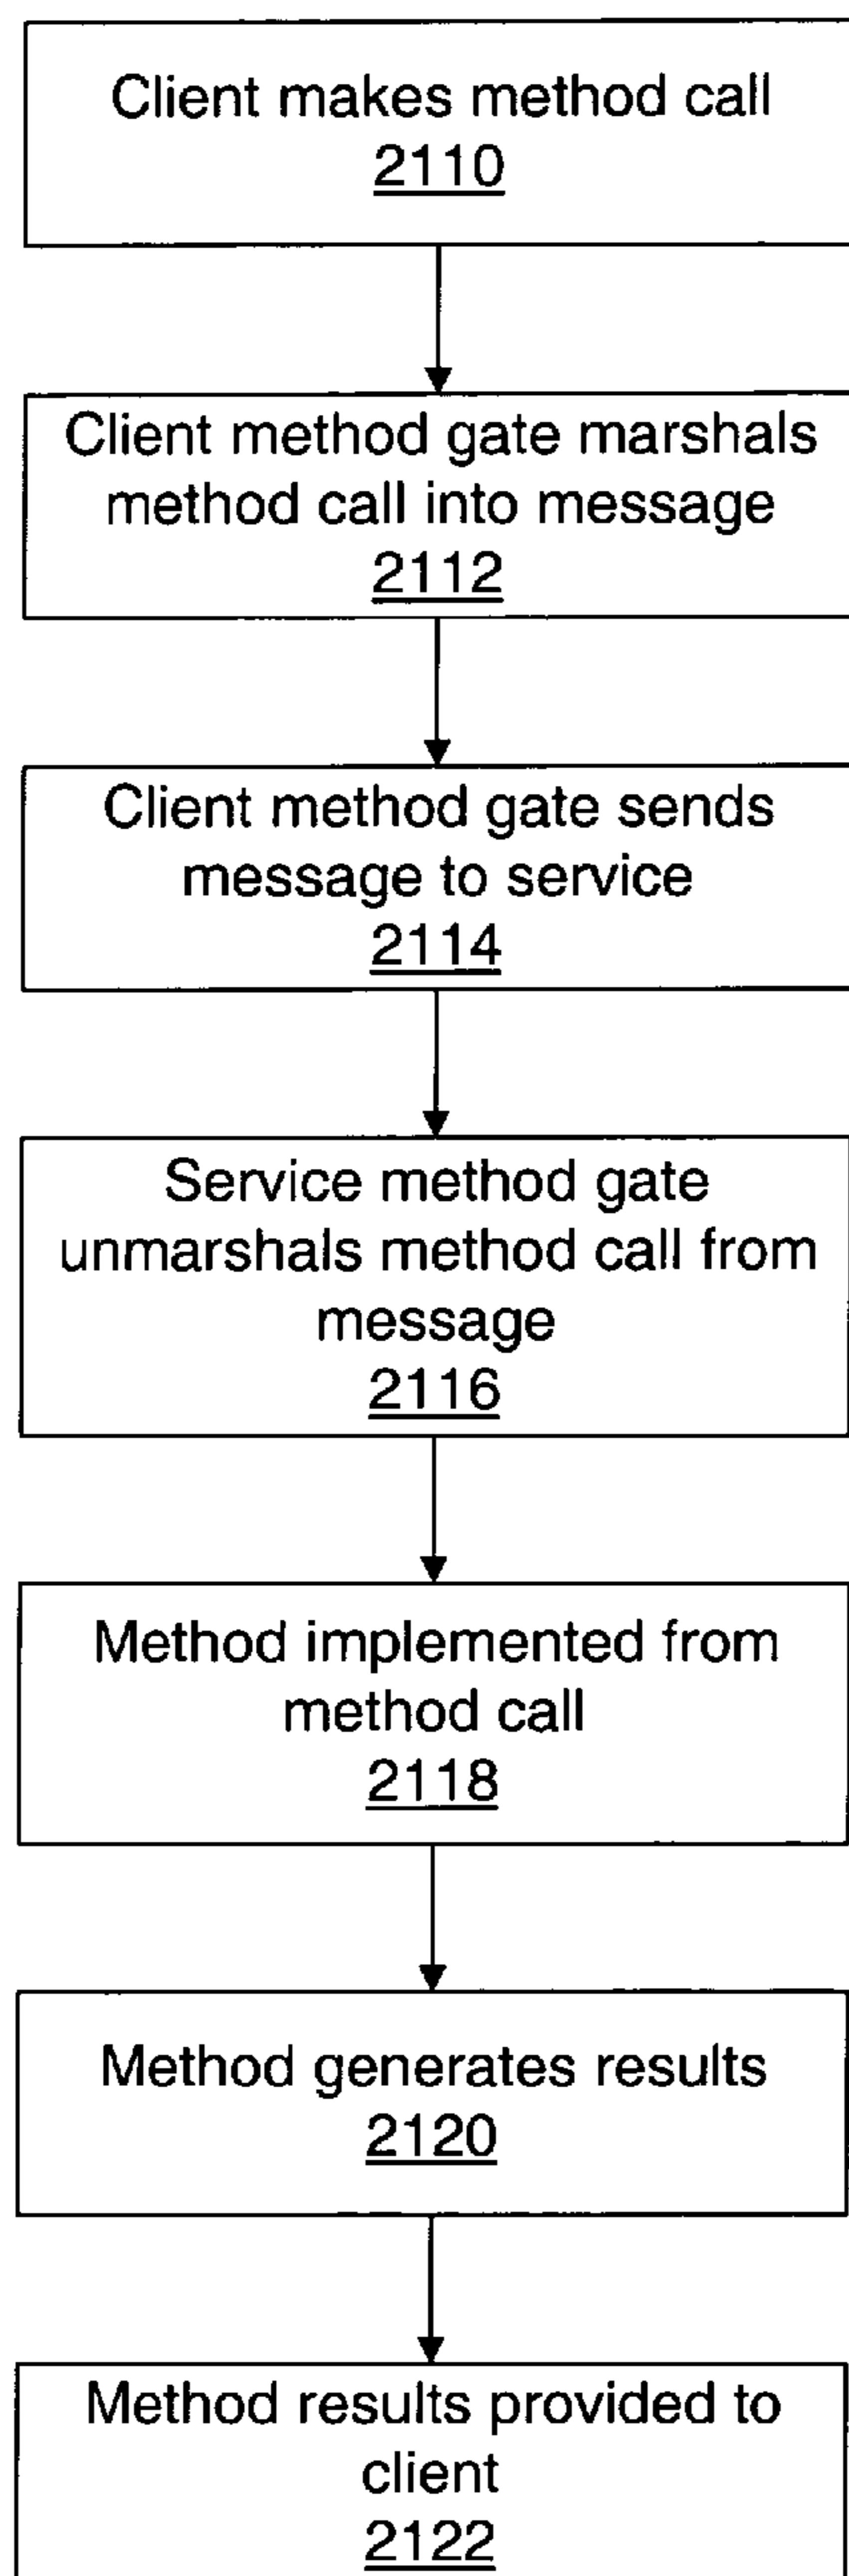 Client makes method call
2110
Client method gate marshals
method call into message
2112
Client method gate sends
message to service
2114
Service method gate
unmarshals method call from
message
2116
Method implemented from
method call
2118
Method generates results
2120
Method results provided to
client
2122